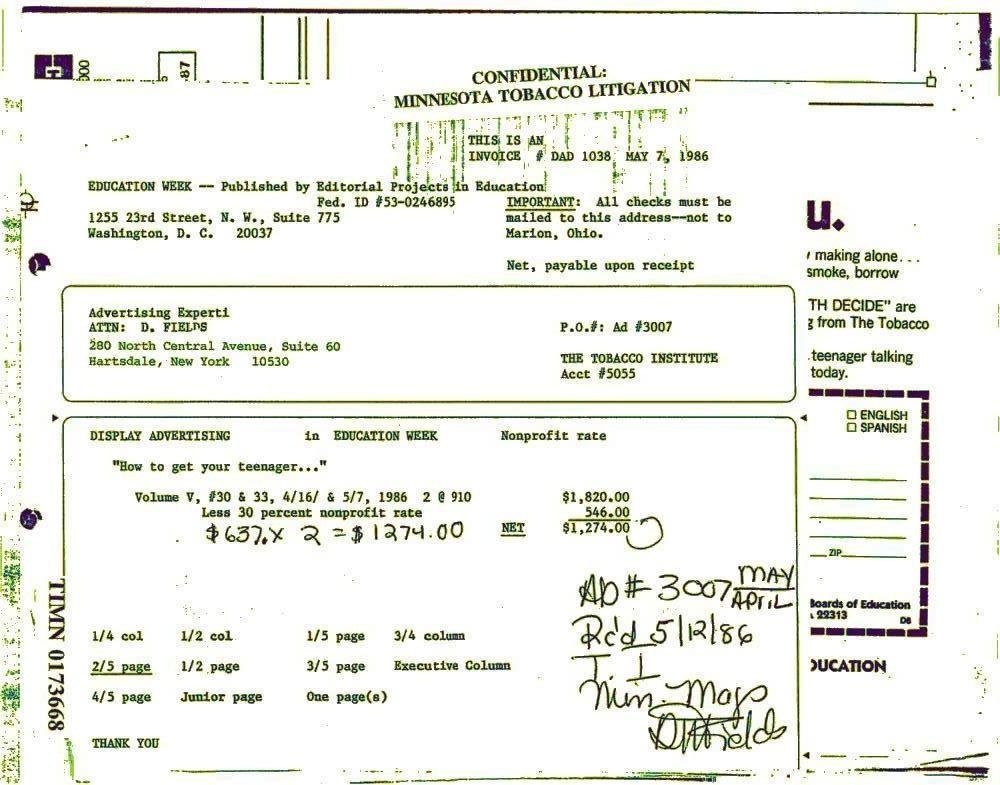 000
87
CONFIDENTIAL:
MINNESOTA TOBACCO LITIGATION
THIS IS AN
INVOICE # DAD 1038 MAY 7, 1986
EDUCATION WEEK -- Published by Editorial Projects in Education
Fed. ID #53-0246895
1255 23rd Street, N. W., Suite 775
Washington, D. C. 20037
IMPORTANT: All checks must be
mailed to this address--not to
Marion, Ohio.
Net, payable upon receipt
Advertising Experti
ATTN: D. FIELDS
280 North Central Avenue, Suite 60
Hartsdale, New York 10530
P.O.#: Ad #3007
THE TOBACCO INSTITUTE
Acct #5055
DISPLAY ADVERTISING in EDUCATION WEEK Nonprofit rate
"How to get your teenager..."
Volume V, #30 & 33, 4/16/ & 5/7, 1986 2 @ 910 $1,820.00
Less 30 percent nonprofit rate 546.00
$637.x 2 = $1274.00 NET $1,274.00
Ad # 3007 MAY
APril
Rc'd 5/12/86
T. I
Mags
DFields
1/4 col 1/2 col 1/5 page 3/4 column
2/5 page 1/2 page 3/5 page Executive Column
4/5 page Junior page One page(s)
THANK YOU
TIMN 0173668
u.
making alone...
smoke, borrow
TH DECIDE" are
from The Tobacco
teenager talking
today.
ENGLISH
SPANISH
ZIP
Boards of Education
22313
D6
DUCATION